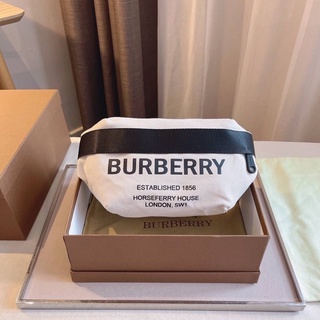 BURBERRY
ESTABLISHED 1856
HORSEFERRY HOUSE
LONDON, SW1
BURBERRY